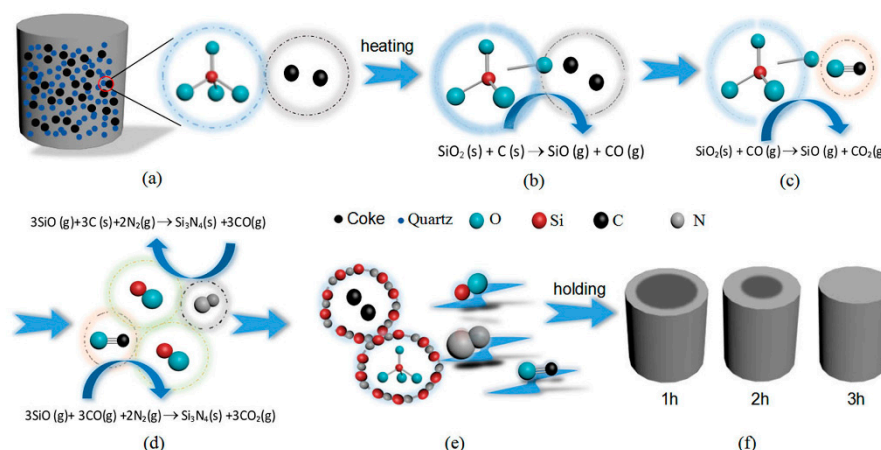 heating
SiO₂ (s) + C (s) → SiO (g) + CO (g)
SiO₂(s) + CO (g) → SiO (g) + CO₂(g)
(a)
(b)
(c)
3SiO (g)+3C (s)+2N₂(g)→ Si₃N₄(s) +3CO(g)
Coke Quartz O Si C N
holding
1h 2h 3h
3SiO (g)+ 3CO(g) +2N₂(g)→ Si₃N₄(s) +3CO₂(g)
(d)
(e)
(f)